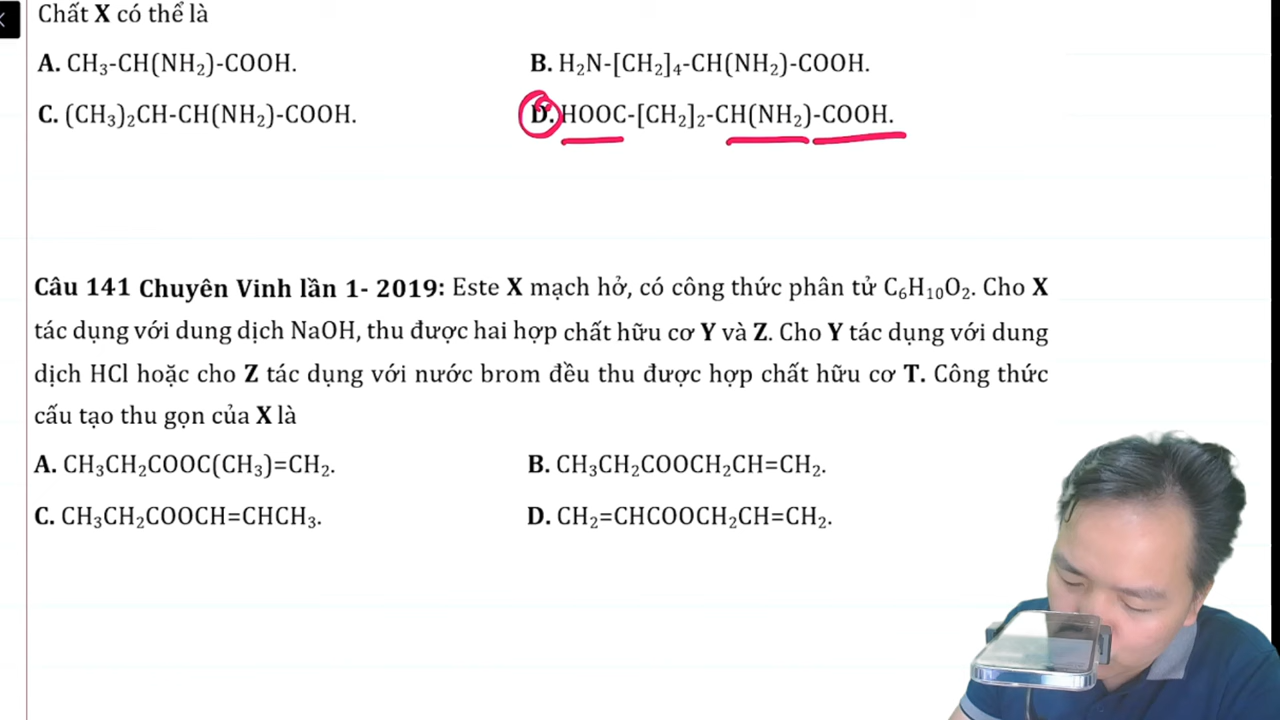 Chất X có thể là
A. CH₃-CH(NH₂)-COOH.
B. H₂N-[CH₂]₄-CH(NH₂)-COOH.
C. (CH₃)₂CH-CH(NH₂)-COOH.
D. HOOC-[CH₂]₂-CH(NH₂)-COOH.
Câu 141 Chuyên Vinh lần 1- 2019: Este X mạch hở, có công thức phân tử C₆H₁₀O₂. Cho X
tác dụng với dung dịch NaOH, thu được hai hợp chất hữu cơ Y và Z. Cho Y tác dụng với dung
dịch HCl hoặc cho Z tác dụng với nước brom đều thu được hợp chất hữu cơ T. Công thức
cấu tạo thu gọn của X là
A. CH₃CH₂COOC(CH₃)=CH₂.
B. CH₃CH₂COOCH₂CH=CH₂.
C. CH₃CH₂COOCH=CHCH₃.
D. CH₂=CHCOOCH₂CH=CH₂.